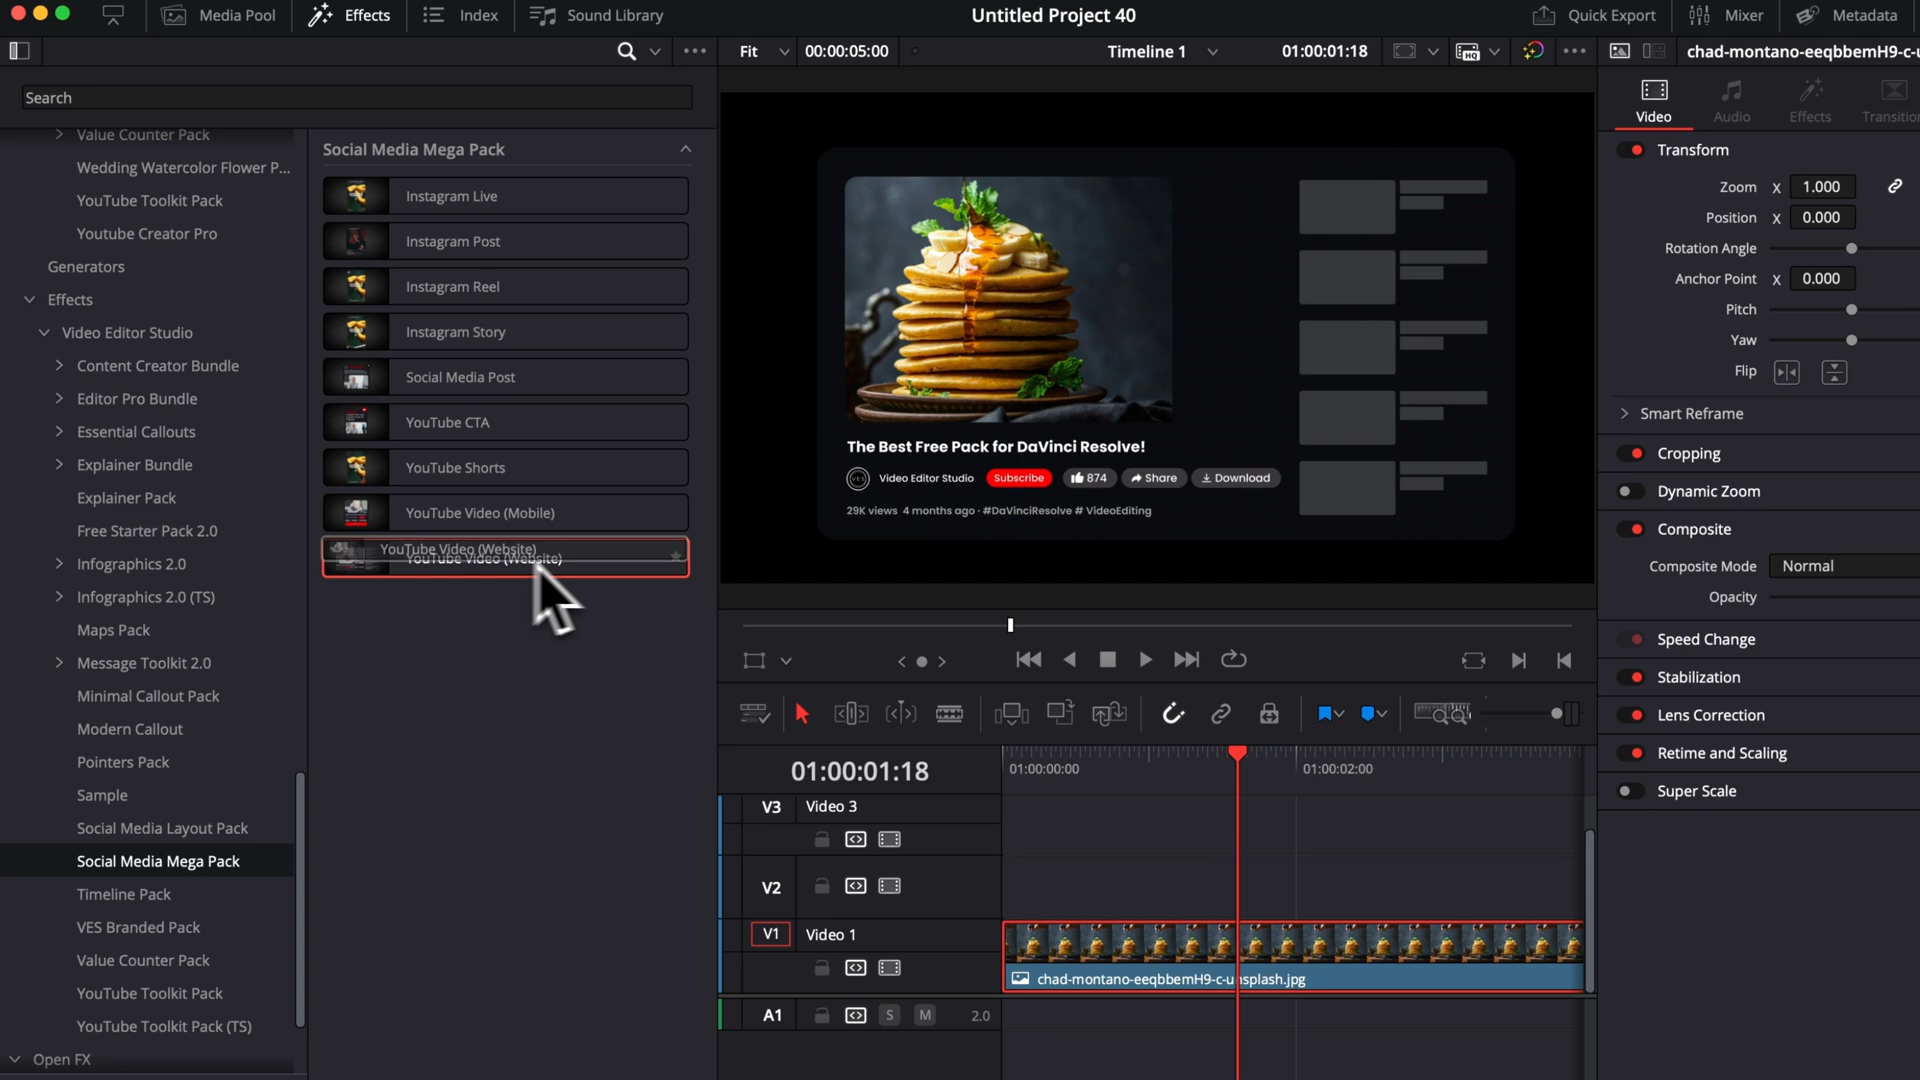 Media Pool
Effects
Index
Sound Library
Untitled Project 40
Quick Export
Mixer
Metadata
Fit
00:00:05:00
Timeline 1
01:00:01:18
chad-montano-eeqbbemH9-c-u
Search
Value Counter Pack
Wedding Watercolor Flower P...
YouTube Toolkit Pack
Youtube Creator Pro
Generators
Effects
Video Editor Studio
Content Creator Bundle
Editor Pro Bundle
Essential Callouts
Explainer Bundle
Explainer Pack
Free Starter Pack 2.0
Infographics 2.0
Infographics 2.0 (TS)
Maps Pack
Message Toolkit 2.0
Minimal Callout Pack
Modern Callout
Pointers Pack
Sample
Social Media Layout Pack
Social Media Mega Pack
Timeline Pack
VES Branded Pack
Value Counter Pack
YouTube Toolkit Pack
YouTube Toolkit Pack (TS)
Open FX
Social Media Mega Pack
Instagram Live
Instagram Post
Instagram Reel
Instagram Story
Social Media Post
YouTube CTA
YouTube Shorts
YouTube Video (Mobile)
YouTube Video (Website)
YouTube Video (Website)
The Best Free Pack for DaVinci Resolve!
VES
Video Editor Studio
Subscribe
874
Share
Download
29K views 4 months ago · #DaVinciResolve # VideoEditing
HQ
01:00:01:18
01:00:00:00
01:00:02:00
V3
Video 3
V2
V1
Video 1
chad-montano-eeqbbemH9-c-unsplash.jpg
A1
S
M
2.0
Video
Audio
Effects
Transitio
Transform
Zoom X 1.000
Position X 0.000
Rotation Angle
Anchor Point X 0.000
Pitch
Yaw
Flip
Smart Reframe
Cropping
Dynamic Zoom
Composite
Composite Mode Normal
Opacity
Speed Change
Stabilization
Lens Correction
Retime and Scaling
Super Scale